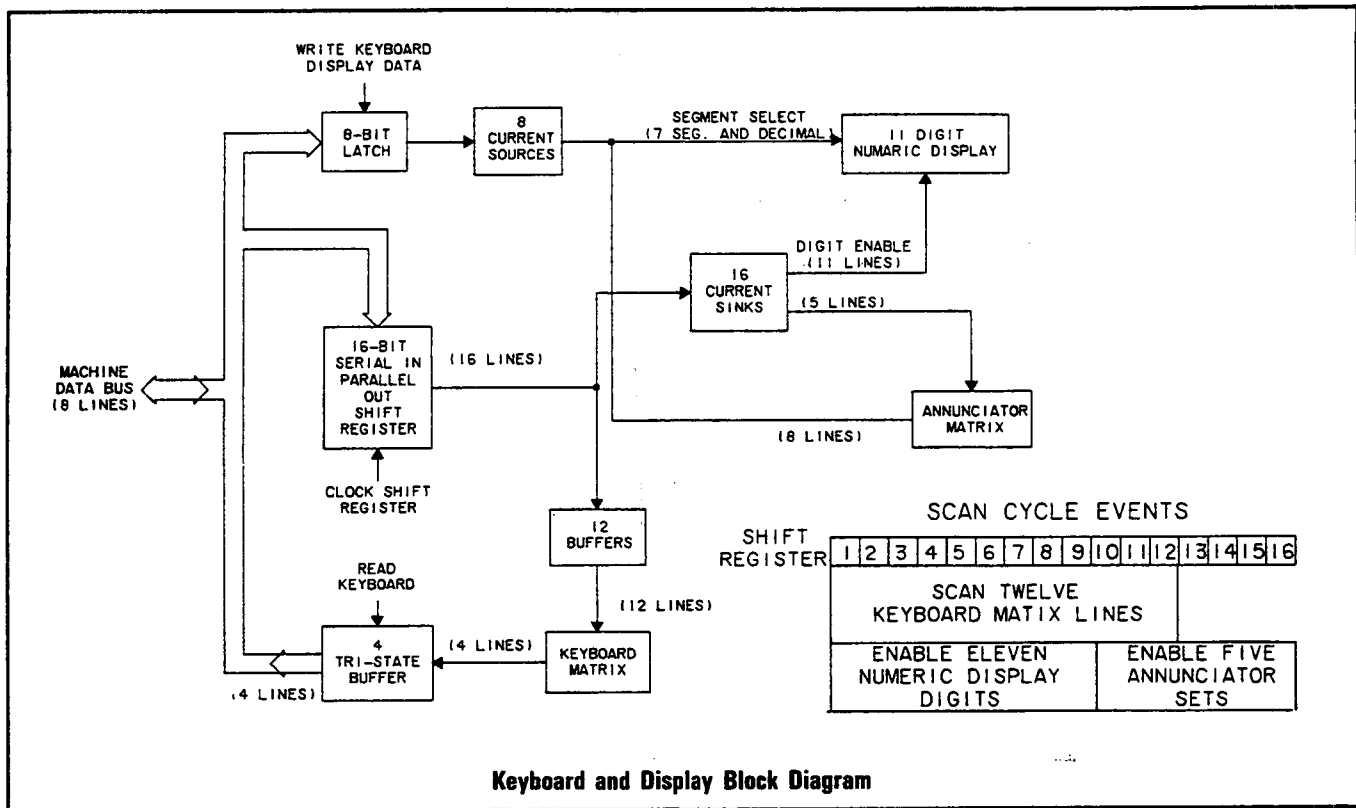 WRITE KEYBOARD
DISPLAY DATA
8-BIT
LATCH
8
CURRENT
SOURCES
SEGMENT SELECT
(7 SEG. AND DECIMAL)
11 DIGIT
NUMARIC DISPLAY
DIGIT ENABLE
(11 LINES)
16
CURRENT
SINKS
(5 LINES)
16-BIT
SERIAL IN
PARALLEL
OUT
SHIFT
REGISTER
(16 LINES)
MACHINE
DATA BUS
(8 LINES)
ANNUNCIATOR
MATRIX
(8 LINES)
CLOCK SHIFT
REGISTER
12
BUFFERS
READ
KEYBOARD
(12 LINES)
4
TRI-STATE
BUFFER
(4 LINES)
KEYBOARD
MATRIX
(4 LINES)
SCAN CYCLE EVENTS
SHIFT
REGISTER
1 2 3 4 5 6 7 8 9 10 11 12 13 14 15 16
SCAN TWELVE
KEYBOARD MATIX LINES
ENABLE ELEVEN
NUMERIC DISPLAY
DIGITS
ENABLE FIVE
ANNUNCIATOR
SETS
Keyboard and Display Block Diagram